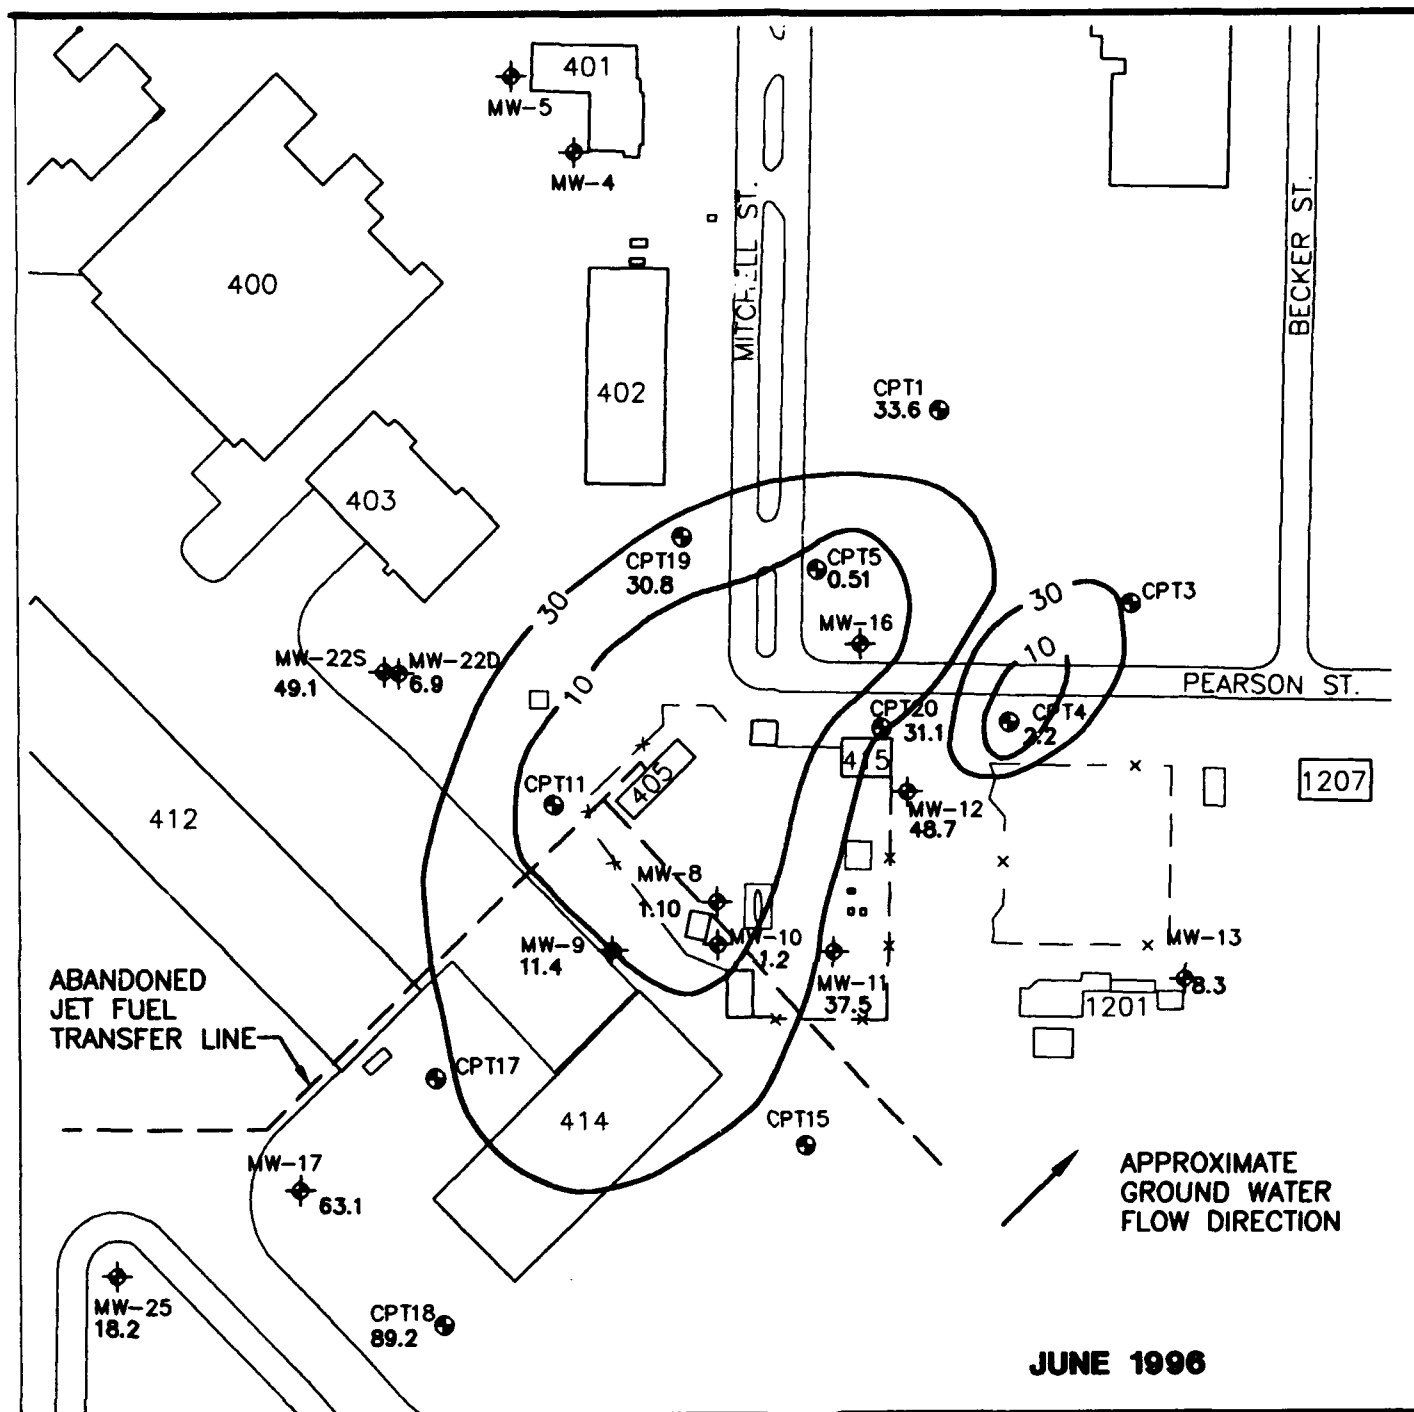 401
MW-5
MW-4
MITCHELL ST.
BECKER ST.
400
402
CPT1
33.6
403
CPT19
30.8
CPT5
0.51
30
30
CPT3
MW-16
10
MW-22S
49.1
MW-22D
6.9
10
PEARSON ST.
CPT20
31.1
CPT4
2.2
415
405
CPT11
1207
412
MW-12
48.7
MW-8
1.10
MW-9
11.4
MW-10
1.2
MW-13
8.3
MW-11
37.5
1201
ABANDONED
JET FUEL
TRANSFER LINE
CPT17
414
CPT15
MW-17
63.1
APPROXIMATE
GROUND WATER
FLOW DIRECTION
MW-25
18.2
CPT18
89.2
JUNE 1996